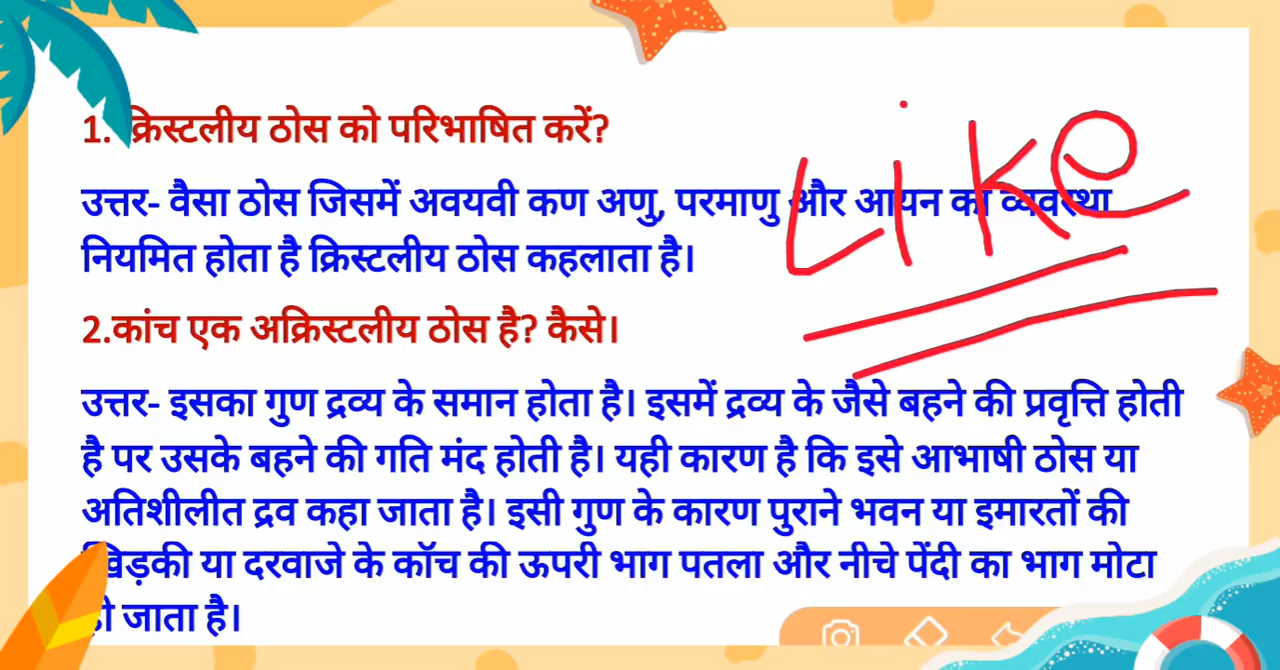 1. क्रिस्टलीय ठोस को परिभाषित करें?
Like
उत्तर- वैसा ठोस जिसमें अवयवी कण अणु, परमाणु और आयन का व्यवस्था
नियमित होता है क्रिस्टलीय ठोस कहलाता है।
2.कांच एक अक्रिस्टलीय ठोस है? कैसे।
उत्तर- इसका गुण द्रव्य के समान होता है। इसमें द्रव्य के जैसे बहने की प्रवृत्ति होती
है पर उसके बहने की गति मंद होती है। यही कारण है कि इसे आभाषी ठोस या
अतिशीलीत द्रव कहा जाता है। इसी गुण के कारण पुराने भवन या इमारतों की
खिड़की या दरवाजे के कॉच की ऊपरी भाग पतला और नीचे पेंदी का भाग मोटा
हो जाता है।